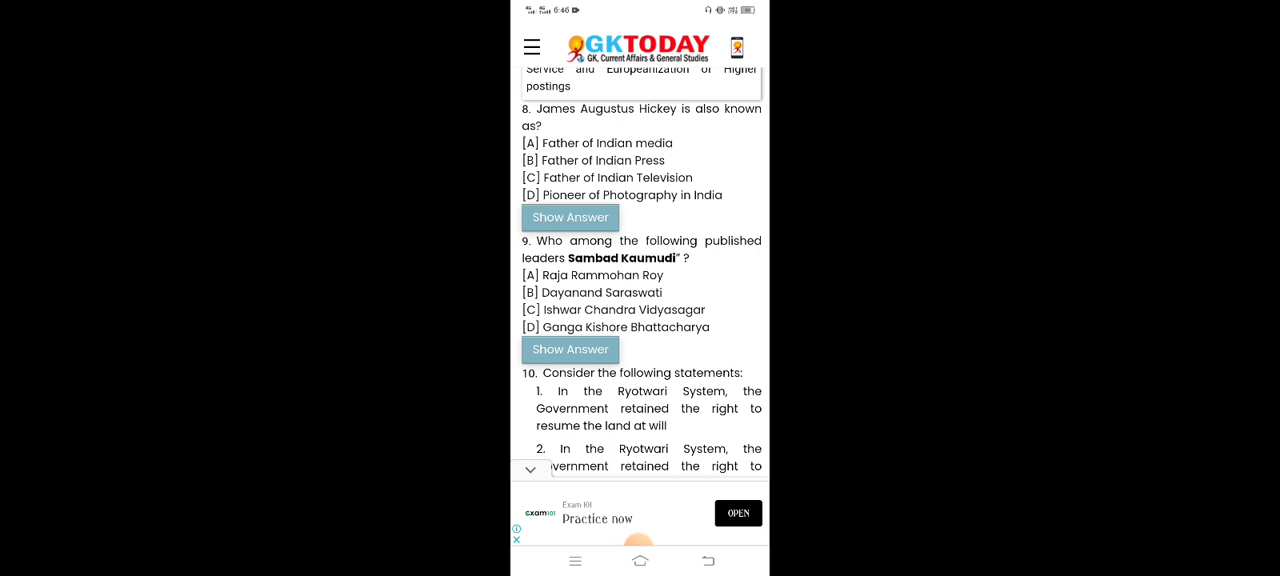 6:46
GKTODAY
GK, Current Affairs & General Studies
Service and Europeanization of Higher
postings
8. James Augustus Hickey is also known
as?
[A] Father of Indian media
[B] Father of Indian Press
[C] Father of Indian Television
[D] Pioneer of Photography in India
Show Answer
9. Who among the following published
leaders Sambad Kaumudi" ?
[A] Raja Rammohan Roy
[B] Dayanand Saraswati
[C] Ishwar Chandra Vidyasagar
[D] Ganga Kishore Bhattacharya
Show Answer
10. Consider the following statements:
1. In the Ryotwari System, the
Government retained the right to
resume the land at will
2. In the Ryotwari System, the
vernment retained the right to
Exam 101
exam101
Practice now
OPEN